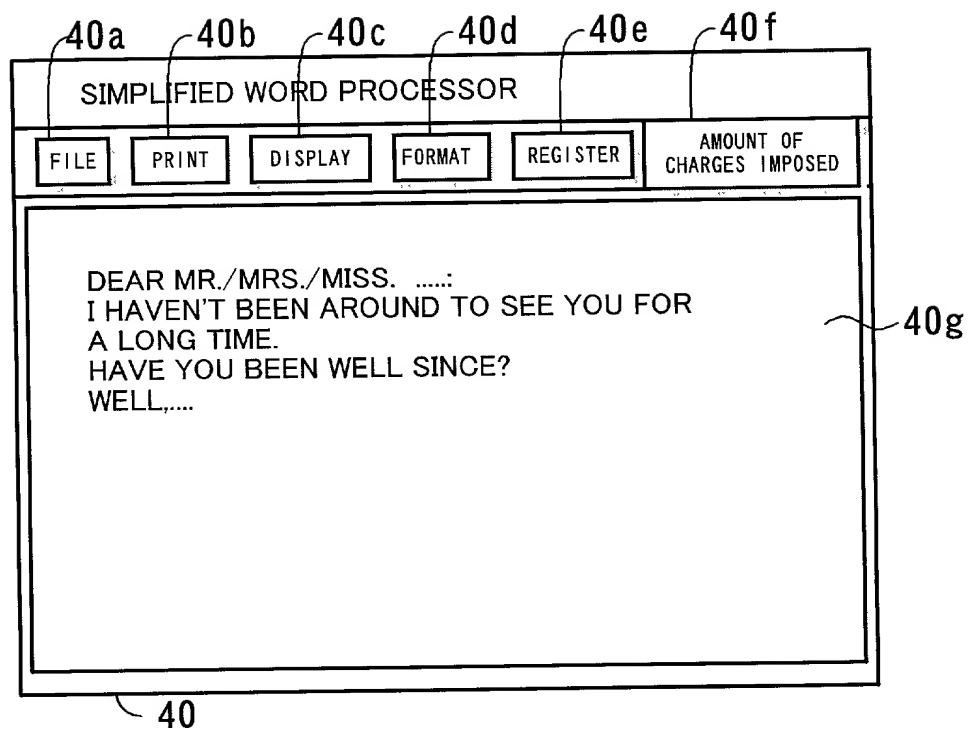 40a 40b 40c 40d 40e 40f
SIMPLIFIED WORD PROCESSOR
FILE PRINT DISPLAY FORMAT REGISTER AMOUNT OF
CHARGES IMPOSED
DEAR MR./MRS./MISS. .....:
I HAVEN'T BEEN AROUND TO SEE YOU FOR
A LONG TIME.
HAVE YOU BEEN WELL SINCE?
WELL,....
40g
40